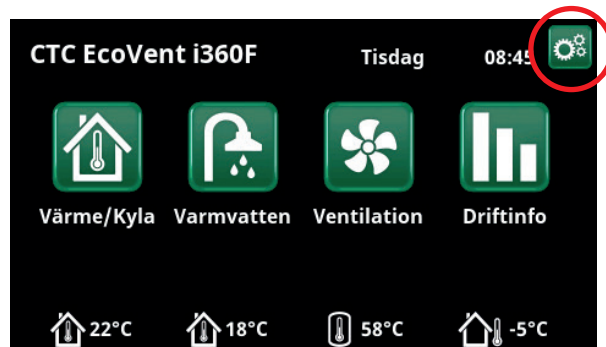 CTC EcoVent i360F Tisdag 08:45
Värme/Kyla Varmvatten Ventilation Driftinfo
22°C 18°C 58°C -5°C